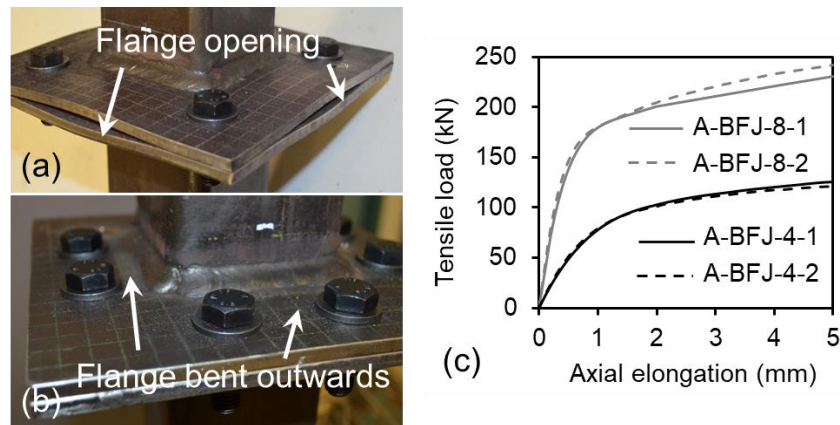 Flange opening
(a)
Flange bent outwards
(b)
250
200
150
100
50
0
Tensile load (kN)
A-BFJ-8-1
A-BFJ-8-2
A-BFJ-4-1
A-BFJ-4-2
0 1 2 3 4 5
Axial elongation (mm)
(c)